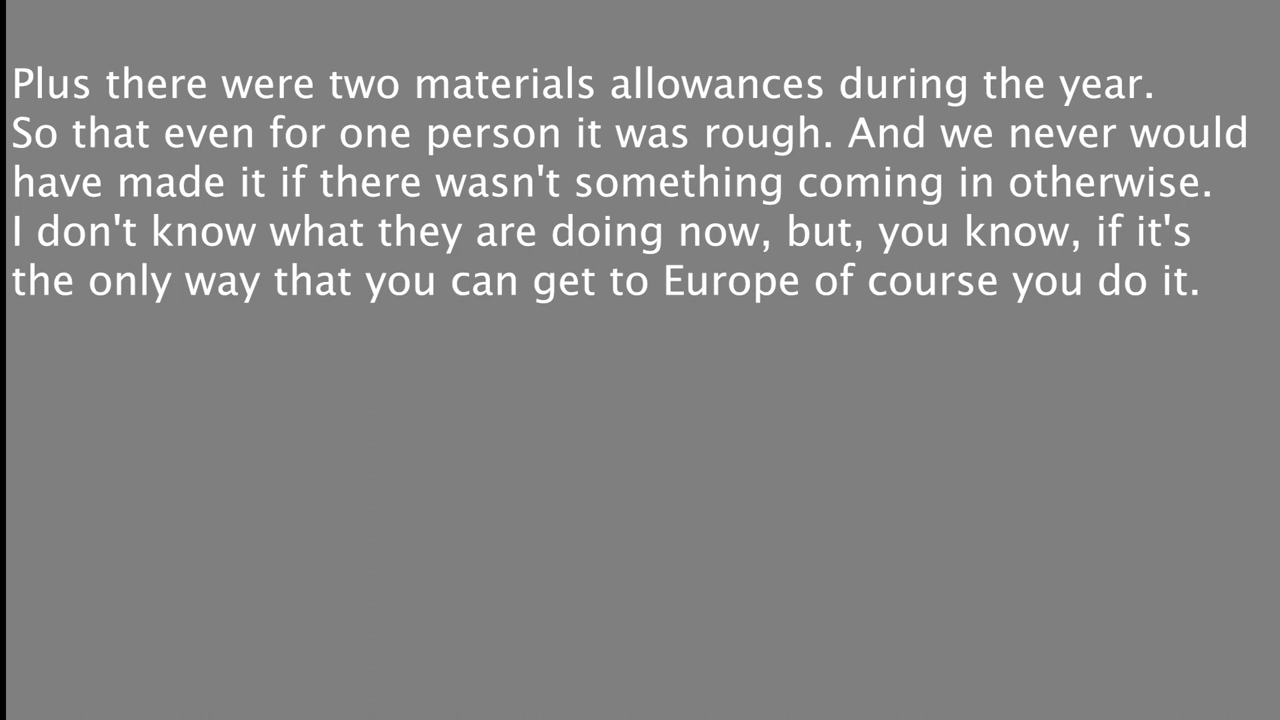 Plus there were two materials allowances during the year.
So that even for one person it was rough. And we never would
have made it if there wasn't something coming in otherwise.
I don't know what they are doing now, but, you know, if it's
the only way that you can get to Europe of course you do it.